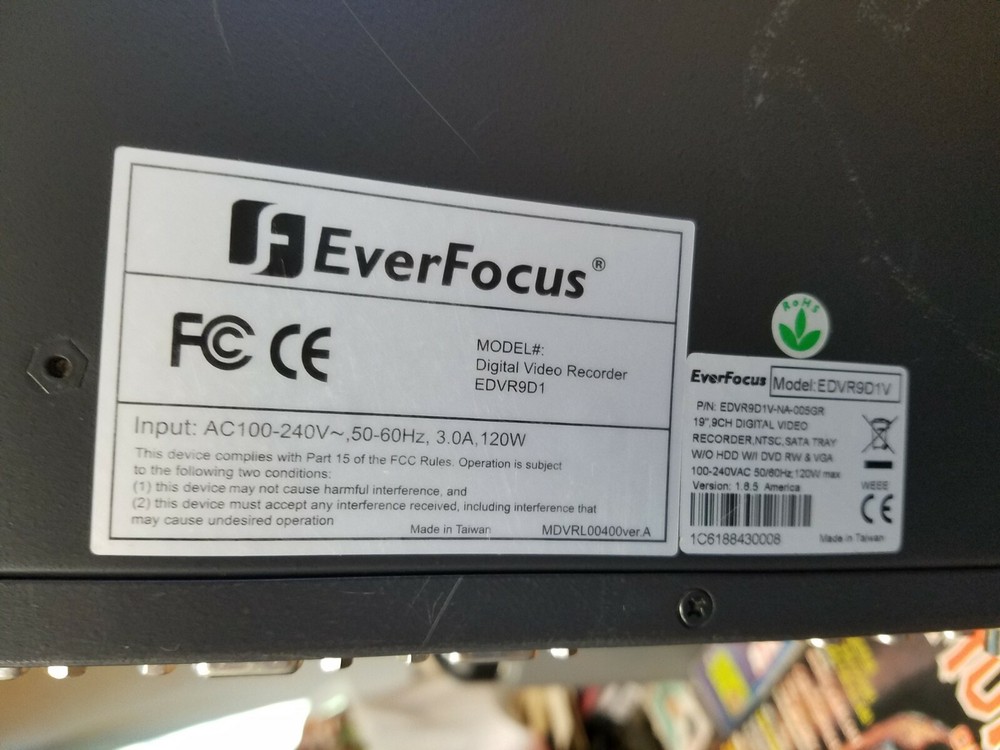 EverFocus®
FC CE
MODEL#:
Digital Video Recorder
EDVR9D1
Input: AC100-240V~,50-60Hz, 3.0A,120W
This device complies with Part 15 of the FCC Rules. Operation is subject
to the following two conditions:
(1) this device may not cause harmful interference, and
(2) this device must accept any interference received, including interference that
may cause undesired operation
Made in Taiwan
MDVRL00400ver.A
RoHS
EverFocus Model:EDVR9D1V
P/N: EDVR9D1V-NA-005GR
19",9CH DIGITAL VIDEO
RECORDER,NTSC,SATA TRAY
W/O HDD W/I DVD RW & VGA
100-240VAC 50/60Hz,120W max
Version: 1.6.5 America
WEEE
CE
1C6188430008
Made in Taiwan